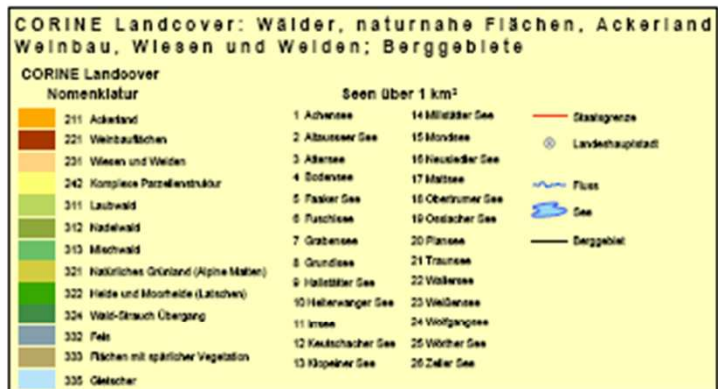 CORINE Landcover: Wälder, naturnahe Flächen, Ackerland
Weinbau, Wiesen und Weiden; Berggebiete
CORINE Landcover
Nomenklatur
211 Ackerland
221 Weinbauflächen
231 Wiesen und Weiden
242 Komplexe Parzellenstruktur
311 Laubwald
312 Nadelwald
313 Mischwald
321 Natürliches Grünland (Alpine Matten)
322 Heide und Moorheide (Latschen)
324 Wald-Strauch Übergang
332 Fels
333 Flächen mit spärlicher Vegetation
335 Gletscher
Seen über 1 km²
1 Achensee
2 Altausseer See
3 Attersee
4 Bodensee
5 Faaker See
6 Fuschlsee
7 Grabensee
8 Grundlsee
9 Hallstätter See
10 Heiterwanger See
11 Irrsee
12 Keutschacher See
13 Klopeiner See
14 Millstätter See
15 Mondsee
16 Neusiedler See
17 Mattsee
18 Obertrumer See
19 Ossiacher See
20 Plansee
21 Traunsee
22 Wallersee
23 Weißensee
24 Wolfgangsee
25 Wörther See
26 Zeller See
Staatsgrenze
Landeshauptstadt
Fluss
See
Berggebiet